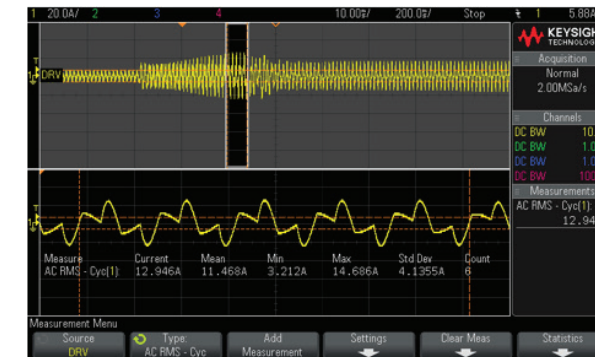 1 20.0A/ 2 3 4 10.00s/ 200.0s/ Stop 1 5.88A
KEYSIGH
TECHNOLOG
Acquisition
Normal
2.00MSa/s
Channels
DC BW 10.
DC BW 1.0
DC BW 1.0
DC BW 100
Measurements
AC RMS - Cyc(1):
12.94
DRV
Measure Current Mean Min Max Std Dev Count
AC RMS - Cyc(1): 12.946A 11.468A 3.212A 14.686A 4.1355A 6
Measurement Menu
Source Type: Add Settings Clear Meas Statistics
DRV AC RMS - Cyc Measurement